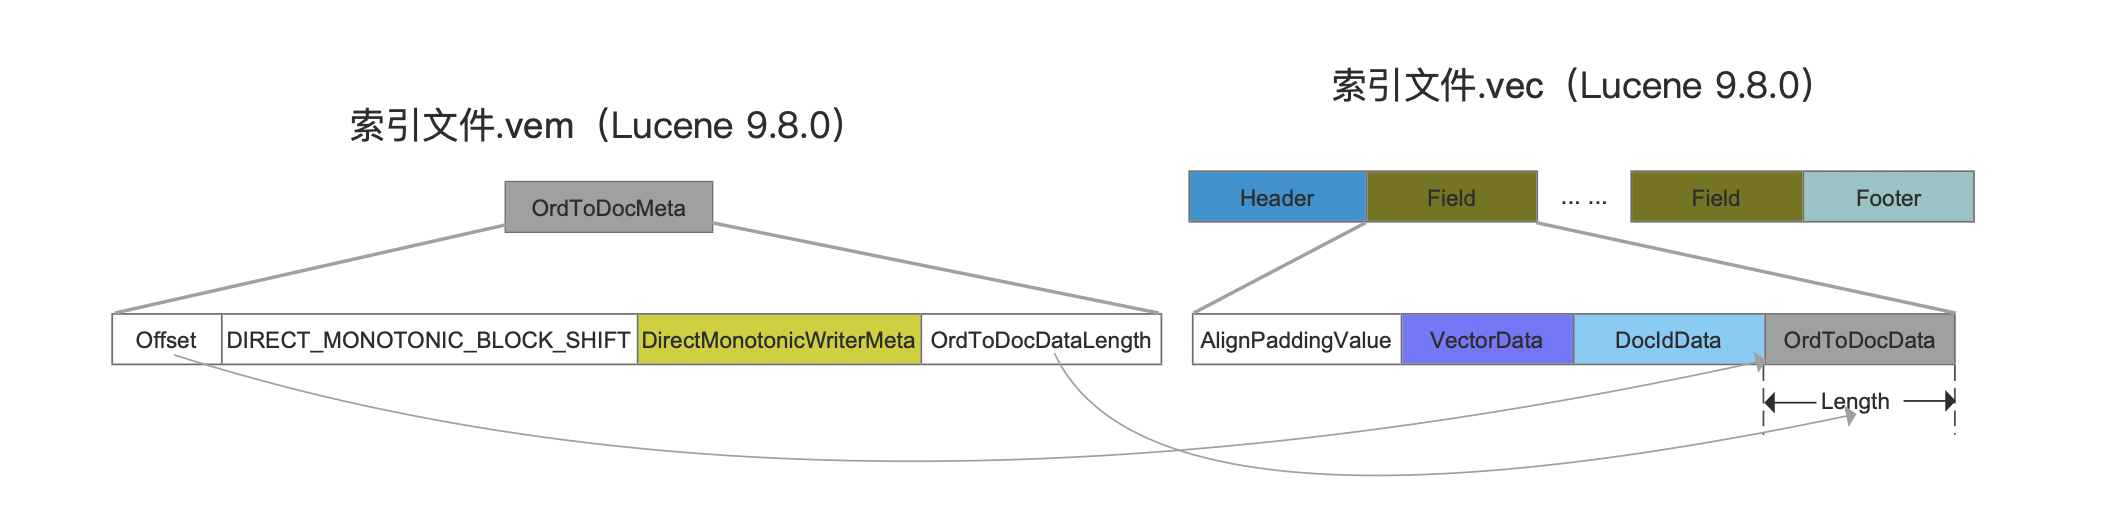 索引文件.vem（Lucene 9.8.0）
OrdToDocMeta
Offset DIRECT_MONOTONIC_BLOCK_SHIFT DirectMonotonicWriterMeta OrdToDocDataLength
索引文件.vec（Lucene 9.8.0）
Header Field ... ... Field Footer
AlignPaddingValue VectorData DocIdData OrdToDocData
Length